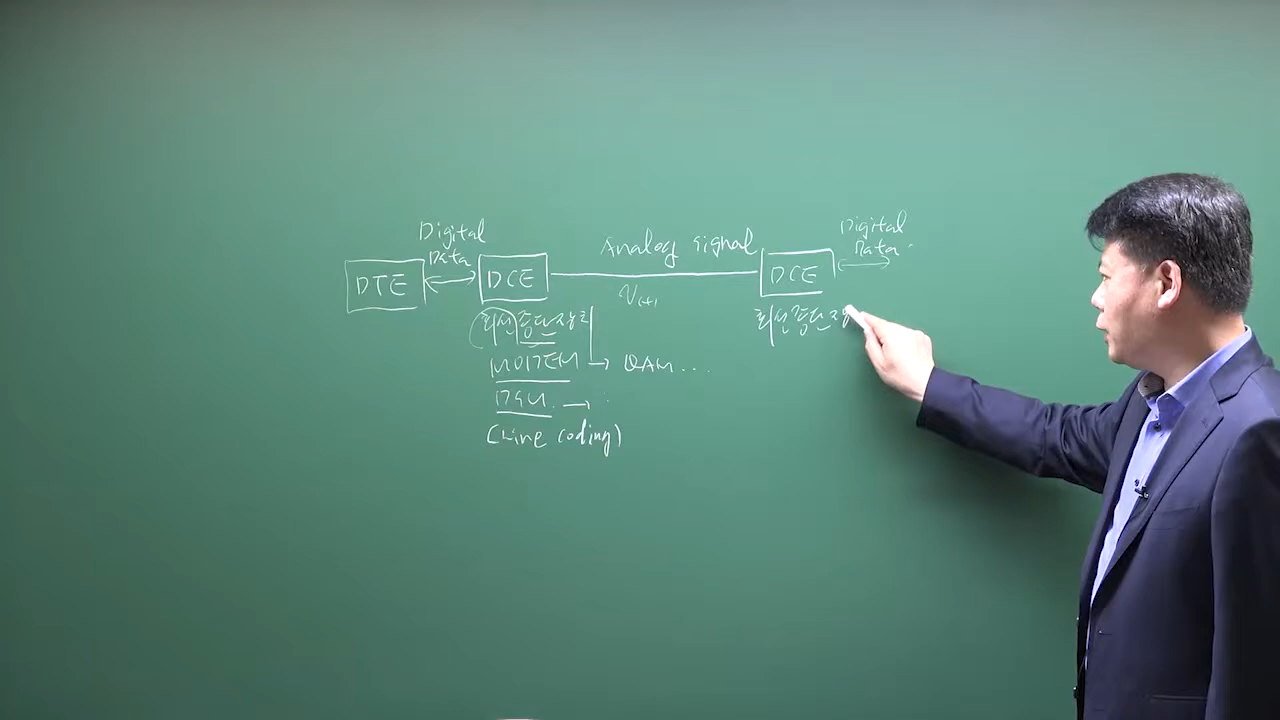 Digital
Data
DTE
DCE
Analog signal
V(t)
DCE
Digital
Data
회선종단장치
회선종단장
MODEM → QAM ...
DSU →
(Line coding)